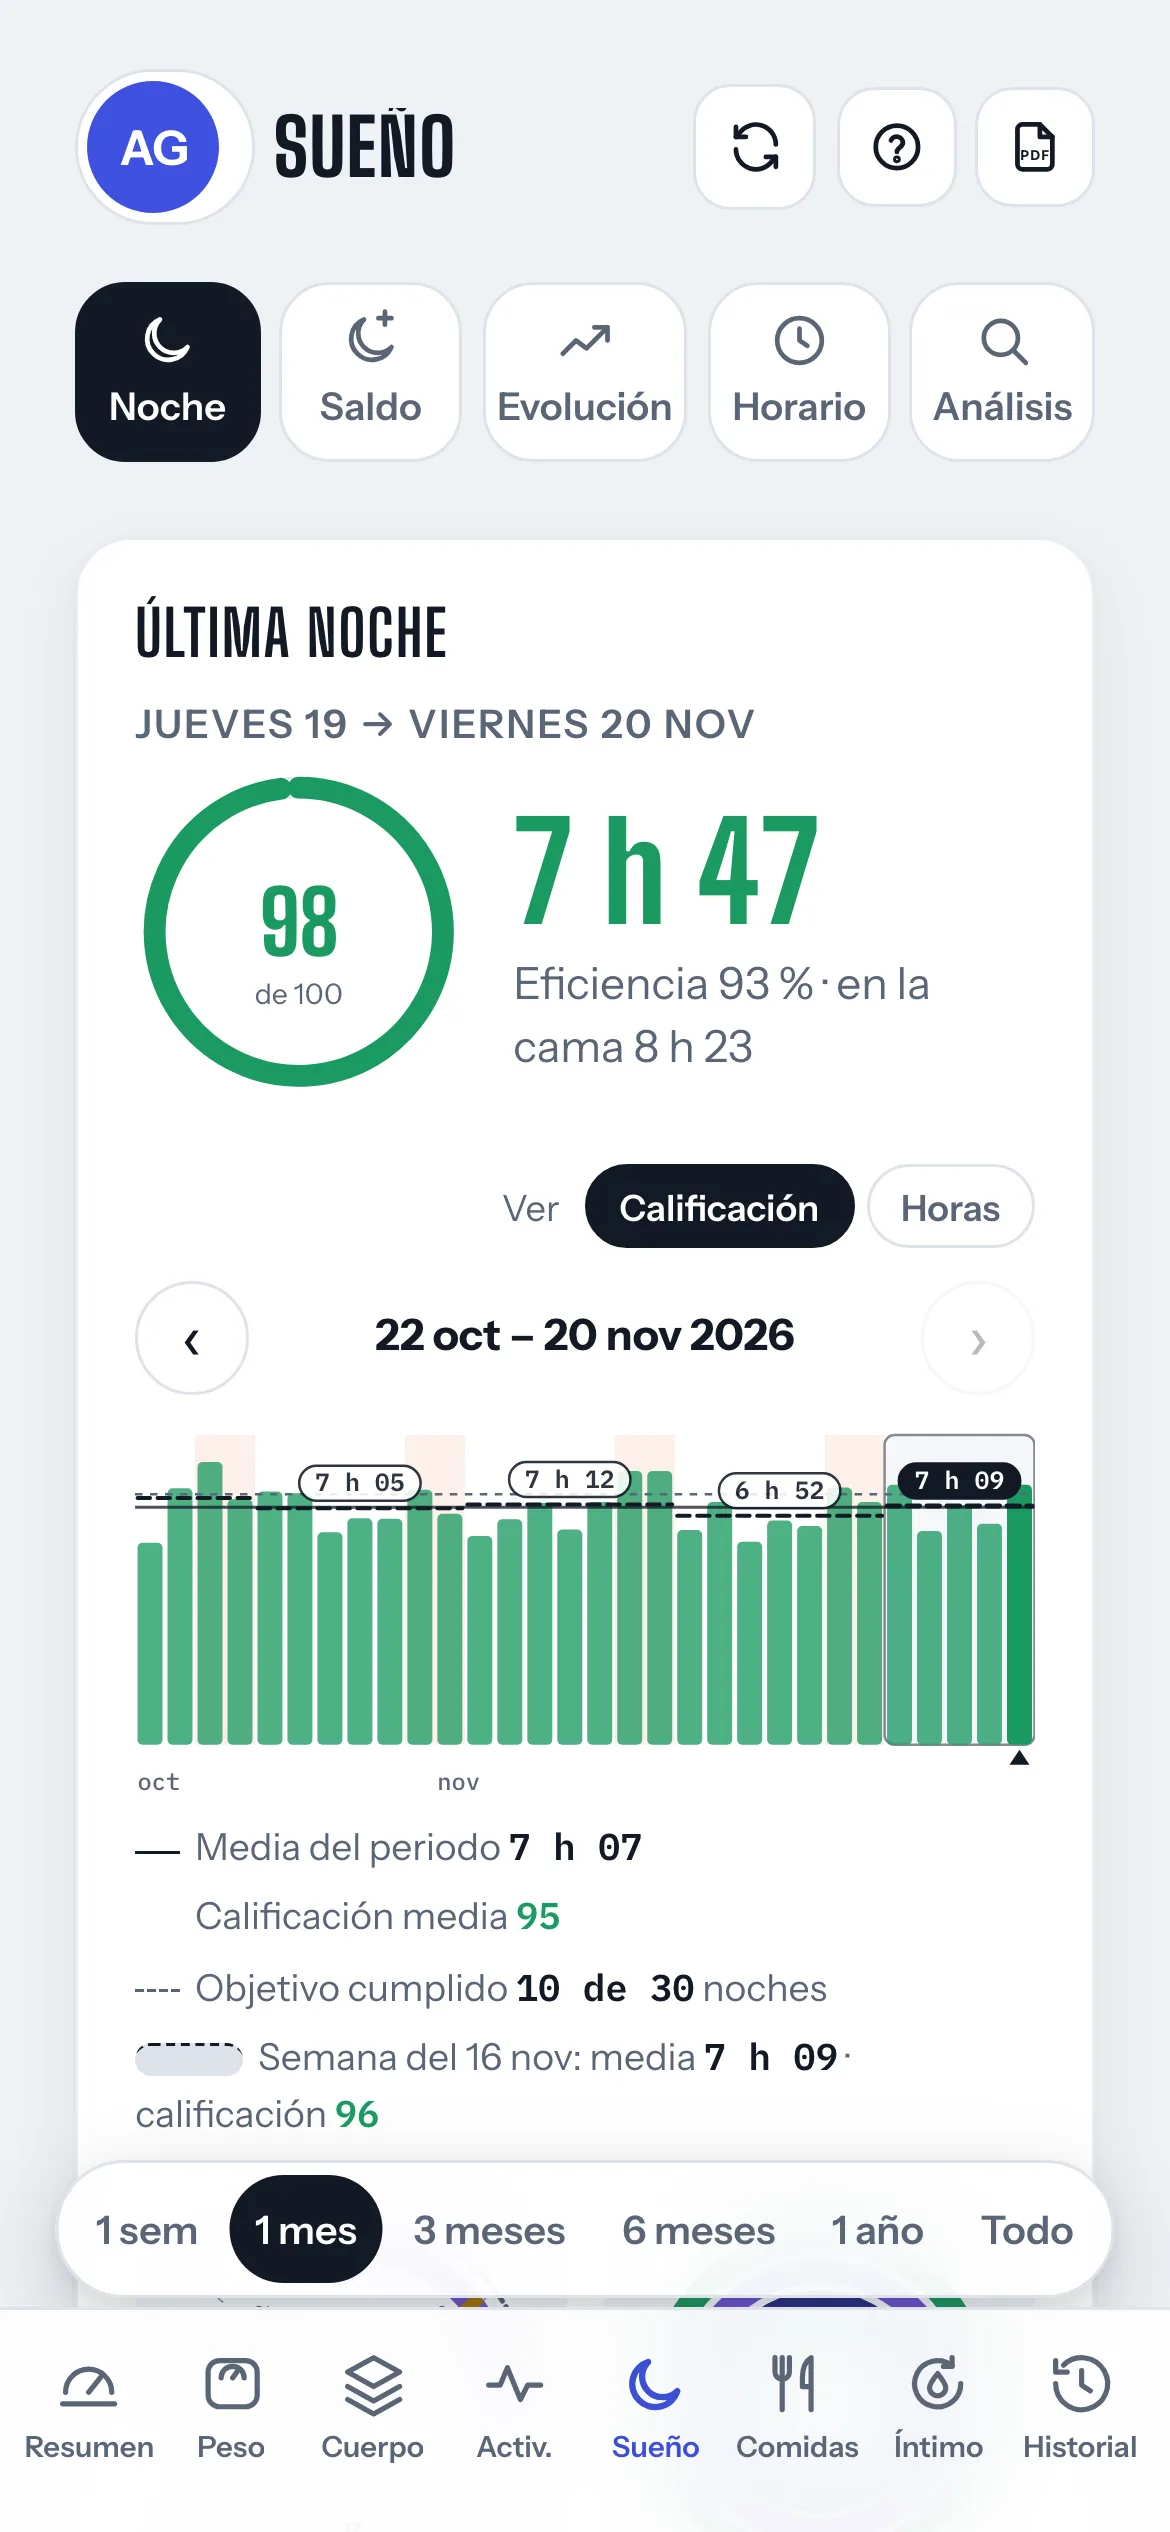 AG SUEÑO PDF
Noche Saldo Evolución Horario Análisis
ÚLTIMA NOCHE
JUEVES 19 → VIERNES 20 NOV
98
de 100
7 h 47
Eficiencia 93 % · en la
cama 8 h 23
Ver Calificación Horas
‹ 22 oct – 20 nov 2026 ›
7 h 05 7 h 12 6 h 52 7 h 09
oct nov
Media del periodo 7 h 07
Calificación media 95
Objetivo cumplido 10 de 30 noches
Semana del 16 nov: media 7 h 09 ·
calificación 96
1 sem 1 mes 3 meses 6 meses 1 año Todo
Resumen Peso Cuerpo Activ. Sueño Comidas Íntimo Historial